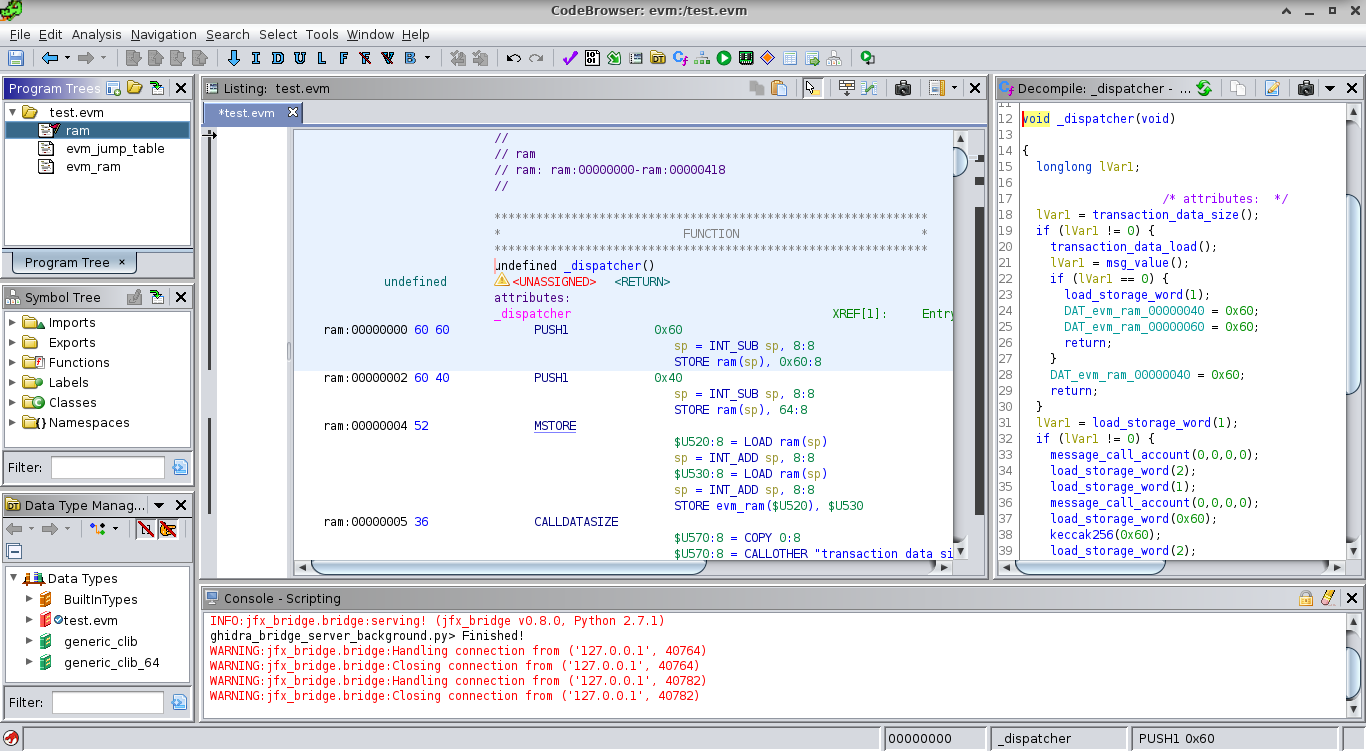 CodeBrowser: evm:/test.evm
File Edit Analysis Navigation Search Select Tools Window Help
I D U L F R V B
Program Trees
test.evm
ram
evm_jump_table
evm_ram
Program Tree ×
Symbol Tree
Imports
Exports
Functions
Labels
Classes
Namespaces
Filter:
Data Type Manag...
Data Types
BuiltInTypes
test.evm
generic_clib
generic_clib_64
Filter:
Listing: test.evm
*test.evm
//
// ram
// ram: ram:00000000-ram:00000418
//
**************************************************************
* FUNCTION *
**************************************************************
undefined _dispatcher()
undefined <UNASSIGNED> <RETURN>
attributes:
_dispatcher XREF[1]: Entry
ram:00000000 60 60 PUSH1 0x60
sp = INT_SUB sp, 8:8
STORE ram(sp), 0x60:8
ram:00000002 60 40 PUSH1 0x40
sp = INT_SUB sp, 8:8
STORE ram(sp), 64:8
ram:00000004 52 MSTORE
$U520:8 = LOAD ram(sp)
sp = INT_ADD sp, 8:8
$U530:8 = LOAD ram(sp)
sp = INT_ADD sp, 8:8
STORE evm_ram($U520), $U530
ram:00000005 36 CALLDATASIZE
$U570:8 = COPY 0:8
$U570:8 = CALLOTHER "transaction data si
Decompile: _dispatcher - ...
11
12 void _dispatcher(void)
13
14 {
15 longlong lVar1;
16
17 /* attributes: */
18 lVar1 = transaction_data_size();
19 if (lVar1 != 0) {
20 transaction_data_load();
21 lVar1 = msg_value();
22 if (lVar1 == 0) {
23 load_storage_word(1);
24 DAT_evm_ram_00000040 = 0x60;
25 DAT_evm_ram_00000060 = 0x60;
26 return;
27 }
28 DAT_evm_ram_00000040 = 0x60;
29 return;
30 }
31 lVar1 = load_storage_word(1);
32 if (lVar1 != 0) {
33 message_call_account(0,0,0,0);
34 load_storage_word(2);
35 load_storage_word(1);
36 message_call_account(0,0,0,0);
37 load_storage_word(0x60);
38 keccak256(0x60);
39 load_storage_word(2);
Console - Scripting
INFO:jfx_bridge.bridge:serving! (jfx_bridge v0.8.0, Python 2.7.1)
ghidra_bridge_server_background.py> Finished!
WARNING:jfx_bridge.bridge:Handling connection from ('127.0.0.1', 40764)
WARNING:jfx_bridge.bridge:Closing connection from ('127.0.0.1', 40764)
WARNING:jfx_bridge.bridge:Handling connection from ('127.0.0.1', 40782)
WARNING:jfx_bridge.bridge:Closing connection from ('127.0.0.1', 40782)
00000000 _dispatcher PUSH1 0x60